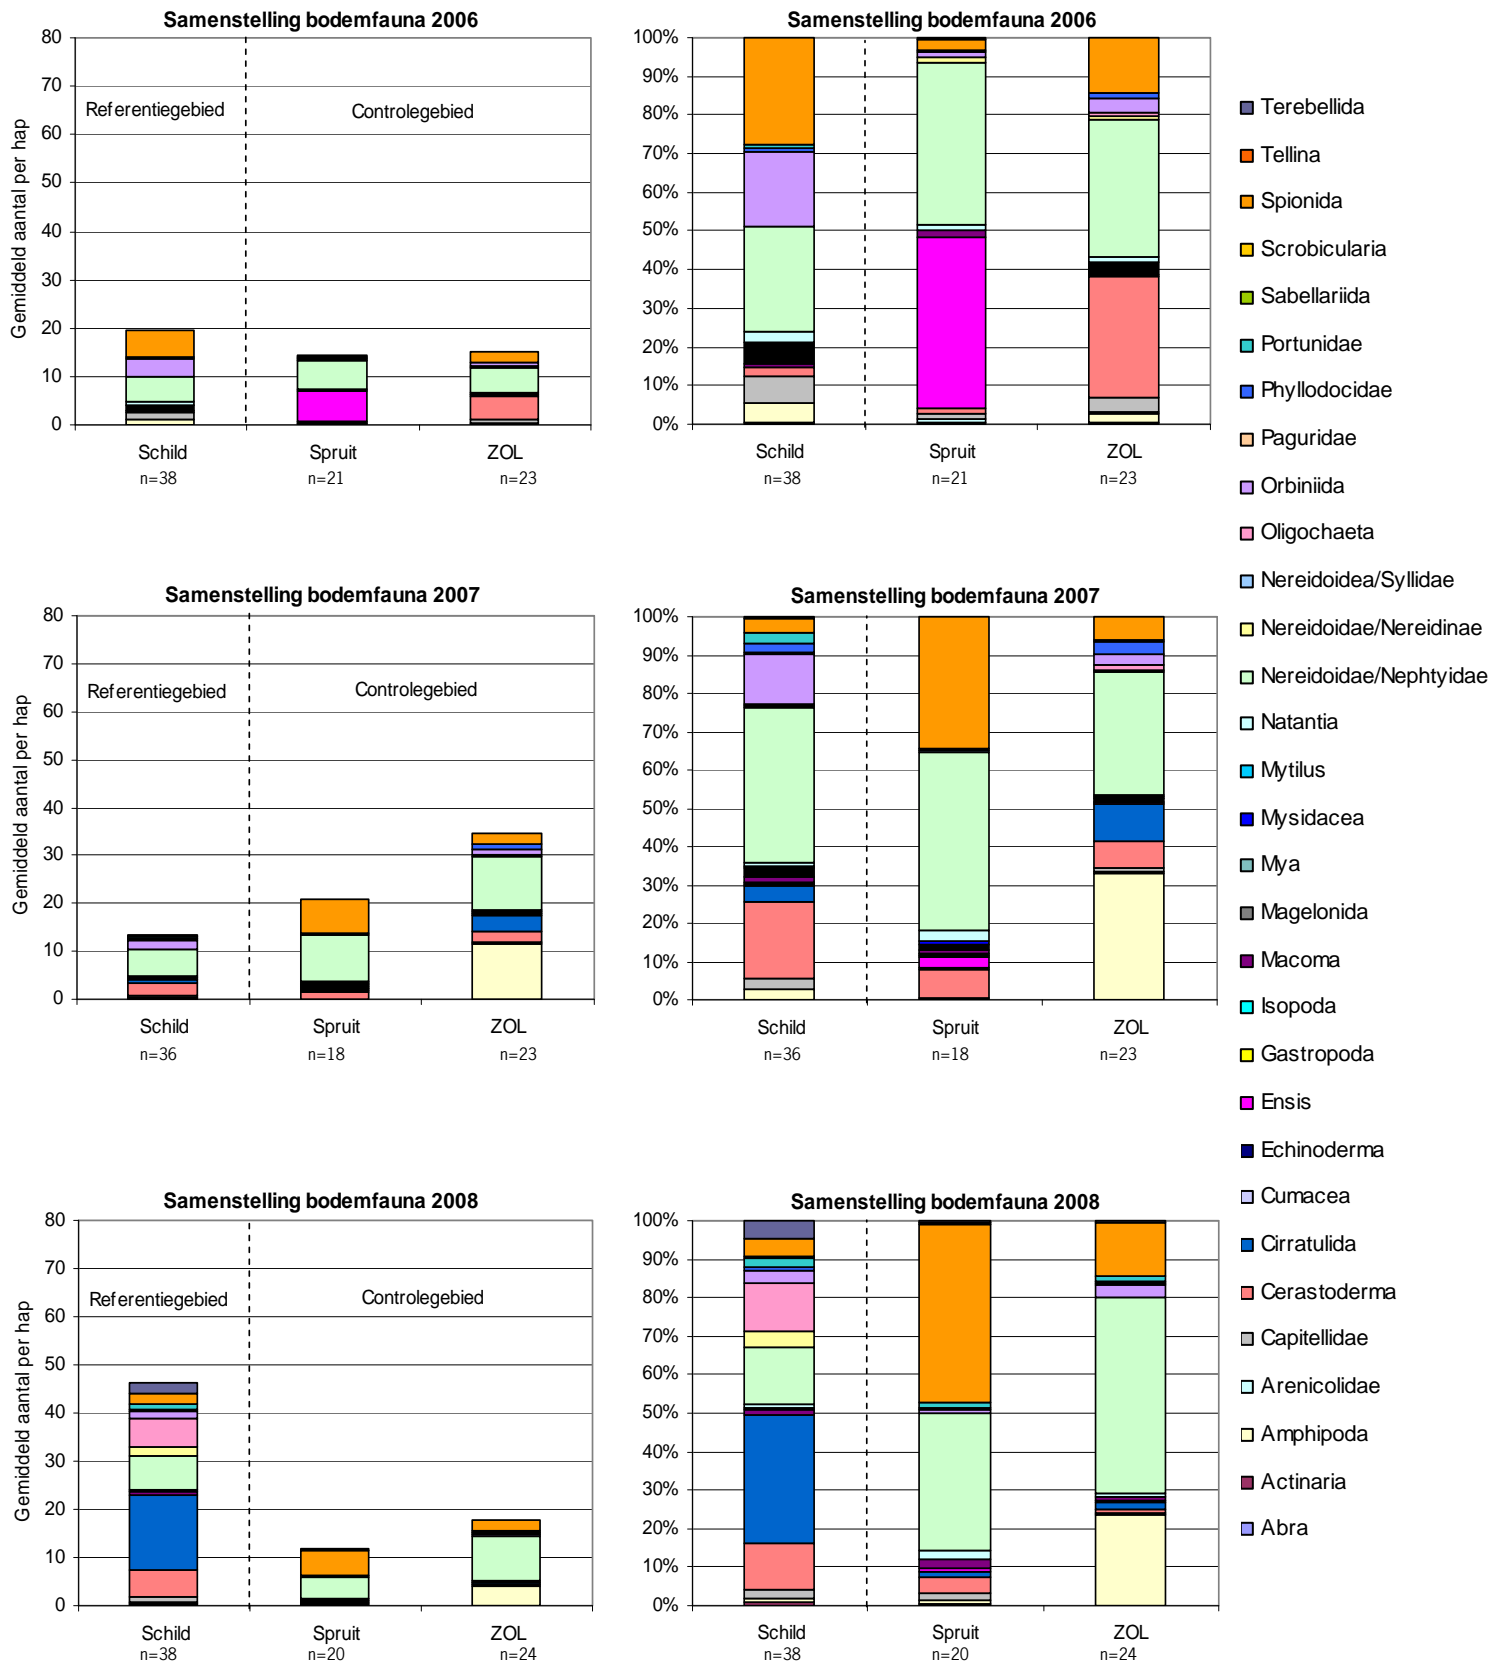 Samenstelling bodemfauna 2006
Gemiddeld aantal per hap
80
70
60
50
40
30
20
10
0
Referentiegebied
Controlegebied
Schild
Spruit
ZOL
n=38
n=21
n=23
Samenstelling bodemfauna 2006
100%
90%
80%
70%
60%
50%
40%
30%
20%
10%
0%
Schild
Spruit
ZOL
n=38
n=21
n=23
Samenstelling bodemfauna 2007
Gemiddeld aantal per hap
80
70
60
50
40
30
20
10
0
Referentiegebied
Controlegebied
Schild
Spruit
ZOL
n=36
n=18
n=23
Samenstelling bodemfauna 2007
100%
90%
80%
70%
60%
50%
40%
30%
20%
10%
0%
Schild
Spruit
ZOL
n=36
n=18
n=23
Samenstelling bodemfauna 2008
Gemiddeld aantal per hap
80
70
60
50
40
30
20
10
0
Referentiegebied
Controlegebied
Schild
Spruit
ZOL
n=38
n=20
n=24
Samenstelling bodemfauna 2008
100%
90%
80%
70%
60%
50%
40%
30%
20%
10%
0%
Schild
Spruit
ZOL
n=38
n=20
n=24
Terebellida
Tellina
Spionida
Scrobicularia
Sabellariida
Portunidae
Phyllodocidae
Paguridae
Orbiniida
Oligochaeta
Nereidoidea/Syllidae
Nereidoidae/Nereidinae
Nereidoidae/Nephtyidae
Natantia
Mytilus
Mysidacea
Mya
Magelonida
Macoma
Isopoda
Gastropoda
Ensis
Echinoderma
Cumacea
Cirratulida
Cerastoderma
Capitellidae
Arenicolidae
Amphipoda
Actinaria
Abra